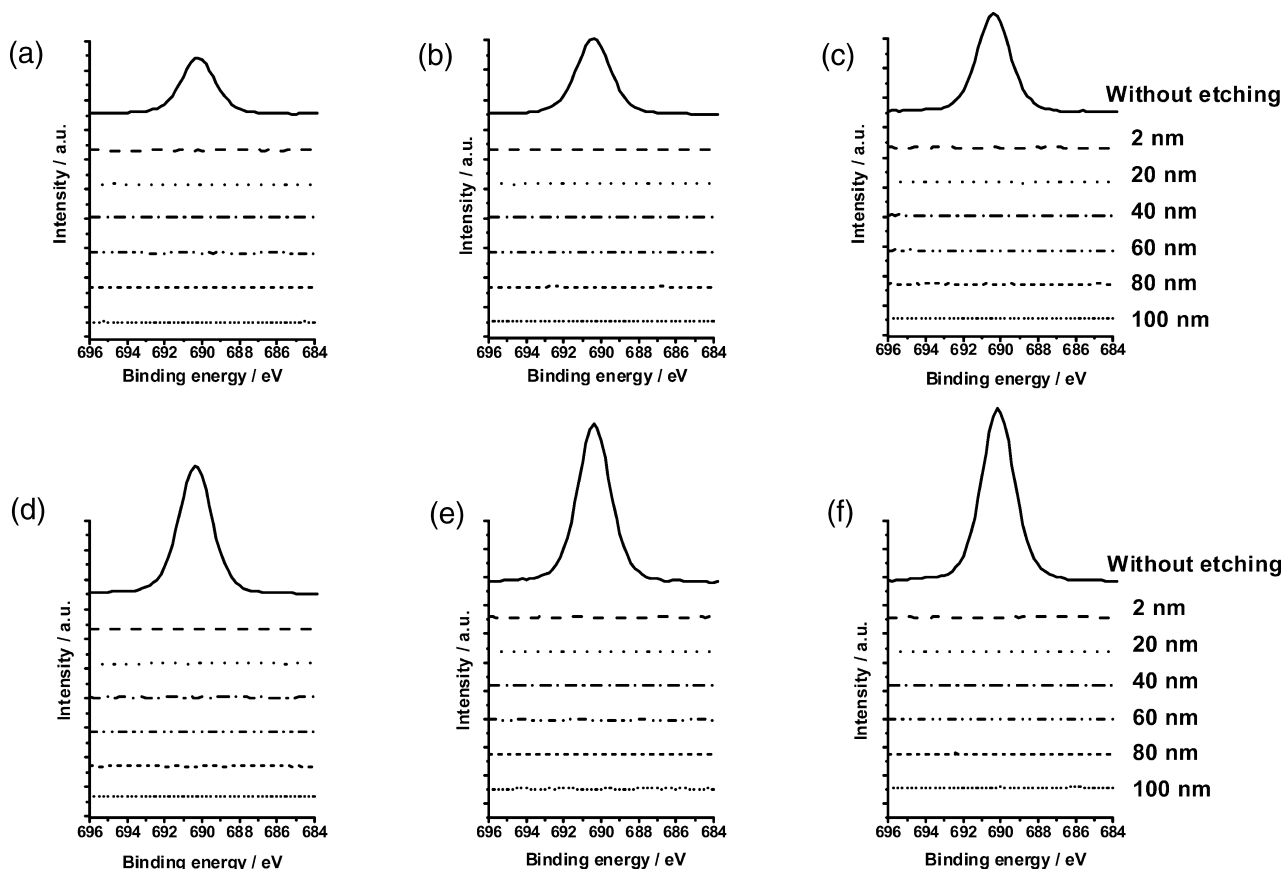 (a)
Intensity / a.u.
696 694 692 690 688 686 684
Binding energy / eV
(b)
Intensity / a.u.
696 694 692 690 688 686 684
Binding energy / eV
(c)
Intensity / a.u.
696 694 692 690 688 686 684
Binding energy / eV
Without etching
2 nm
20 nm
40 nm
60 nm
80 nm
100 nm
(d)
Intensity / a.u.
696 694 692 690 688 686 684
Binding energy / eV
(e)
Intensity / a.u.
696 694 692 690 688 686 684
Binding energy / eV
(f)
Intensity / a.u.
696 694 692 690 688 686 684
Binding energy / eV
Without etching
2 nm
20 nm
40 nm
60 nm
80 nm
100 nm